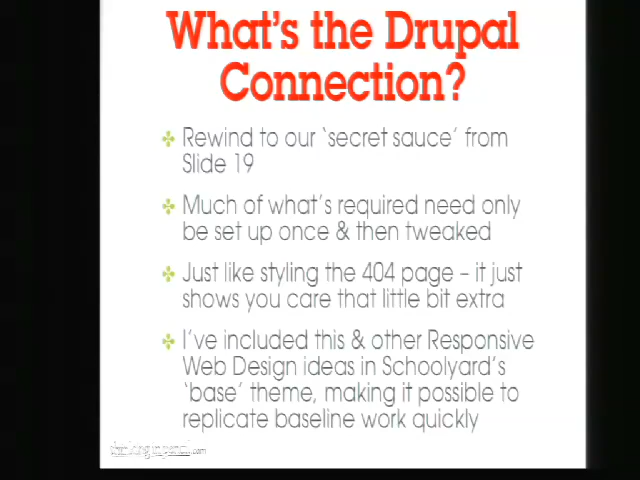 What's the Drupal
Connection?
Rewind to our 'secret sauce' from
Slide 19
Much of what's required need only
be set up once & then tweaked
Just like styling the 404 page – it just
shows you care that little bit extra
I've included this & other Responsive
Web Design ideas in Schoolyard's
'base' theme, making it possible to
replicate baseline work quickly